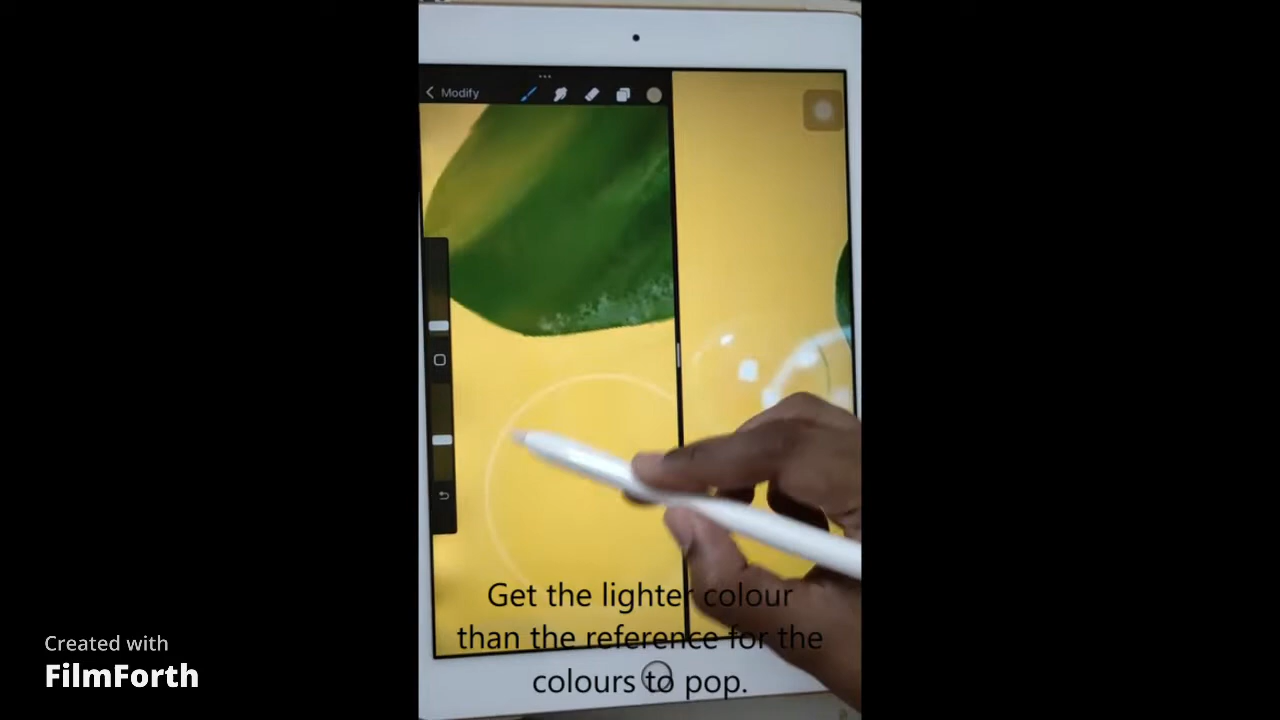 Modify
Get the lighter colour
than the reference for the
colours to pop.
Created with
FilmForth